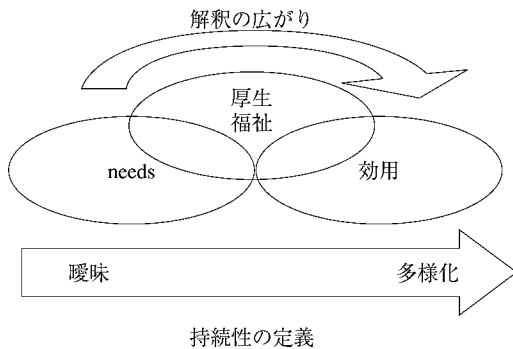 解釈の広がり
厚生
福祉
needs
効用
曖昧
多様化
持続性の定義